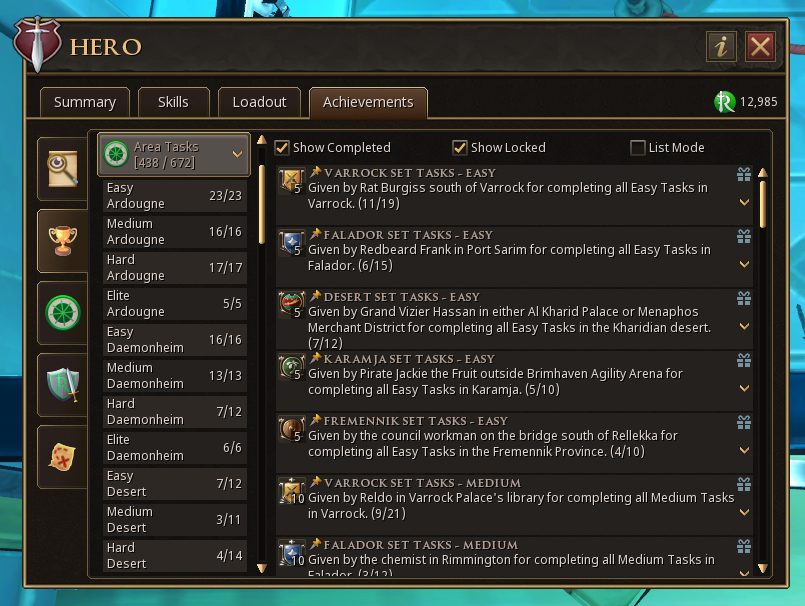 HERO
Summary
Skills
Loadout
Achievements
12,985
Area Tasks
[438 / 672]
Show Completed
Show Locked
List Mode
Easy
Ardougne
23/23
Medium
Ardougne
16/16
Hard
Ardougne
17/17
Elite
Ardougne
5/5
Easy
Daemonheim
16/16
Medium
Daemonheim
13/13
Hard
Daemonheim
7/12
Elite
Daemonheim
6/6
Easy
Desert
7/12
Medium
Desert
3/11
Hard
Desert
4/14
5
VARROCK SET TASKS - EASY
Given by Rat Burgiss south of Varrock for completing all Easy Tasks in
Varrock. (11/19)
5
FALADOR SET TASKS - EASY
Given by Redbeard Frank in Port Sarim for completing all Easy Tasks in
Falador. (6/15)
5
DESERT SET TASKS - EASY
Given by Grand Vizier Hassan in either Al Kharid Palace or Menaphos
Merchant District for completing all Easy Tasks in the Kharidian desert.
(7/12)
5
KARAMJA SET TASKS - EASY
Given by Pirate Jackie the Fruit outside Brimhaven Agility Arena for
completing all Easy Tasks in Karamja. (5/10)
5
FREMENNIK SET TASKS - EASY
Given by the council workman on the bridge south of Rellekka for
completing all Easy Tasks in the Fremennik Province. (4/10)
10
VARROCK SET TASKS - MEDIUM
Given by Reldo in Varrock Palace's library for completing all Medium Tasks
in Varrock. (9/21)
10
FALADOR SET TASKS - MEDIUM
Given by the chemist in Rimmington for completing all Medium Tasks in
Falador. (3/12)